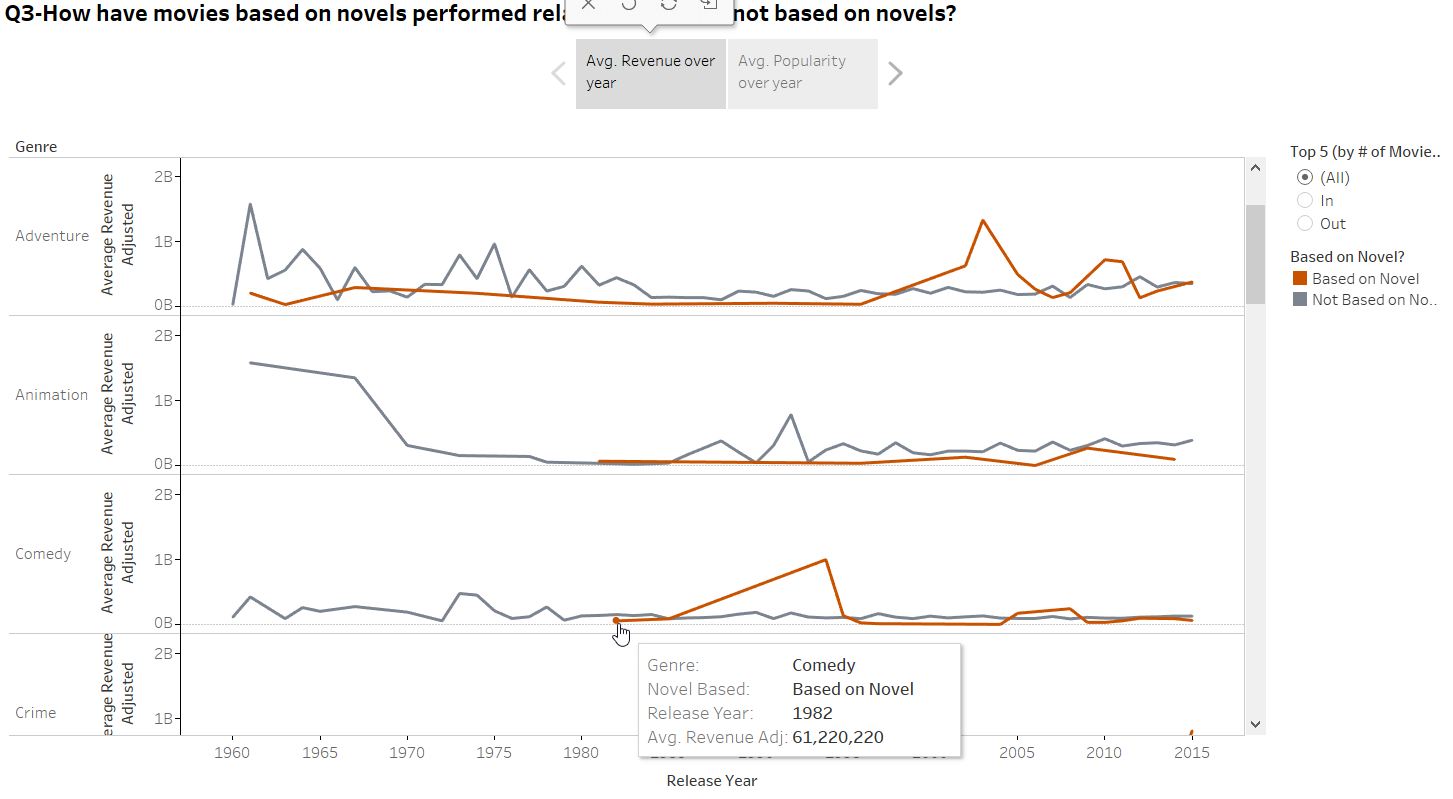 Q3-How have movies based on novels performed not based on novels?
Avg. Revenue over
year
Avg. Popularity
over year
Genre
Adventure
Average Revenue
Adjusted
2B
1B
0B
Animation
Average Revenue
Adjusted
2B
1B
0B
Comedy
Average Revenue
Adjusted
2B
1B
0B
Crime
Revenue
Adjusted
2B
1B
Genre: Comedy
Novel Based: Based on Novel
Release Year: 1982
Avg. Revenue Adj: 61,220,220
1960 1965 1970 1975 1980 2005 2010 2015
Release Year
Top 5 (by # of Movie..
(All)
In
Out
Based on Novel?
Based on Novel
Not Based on No..